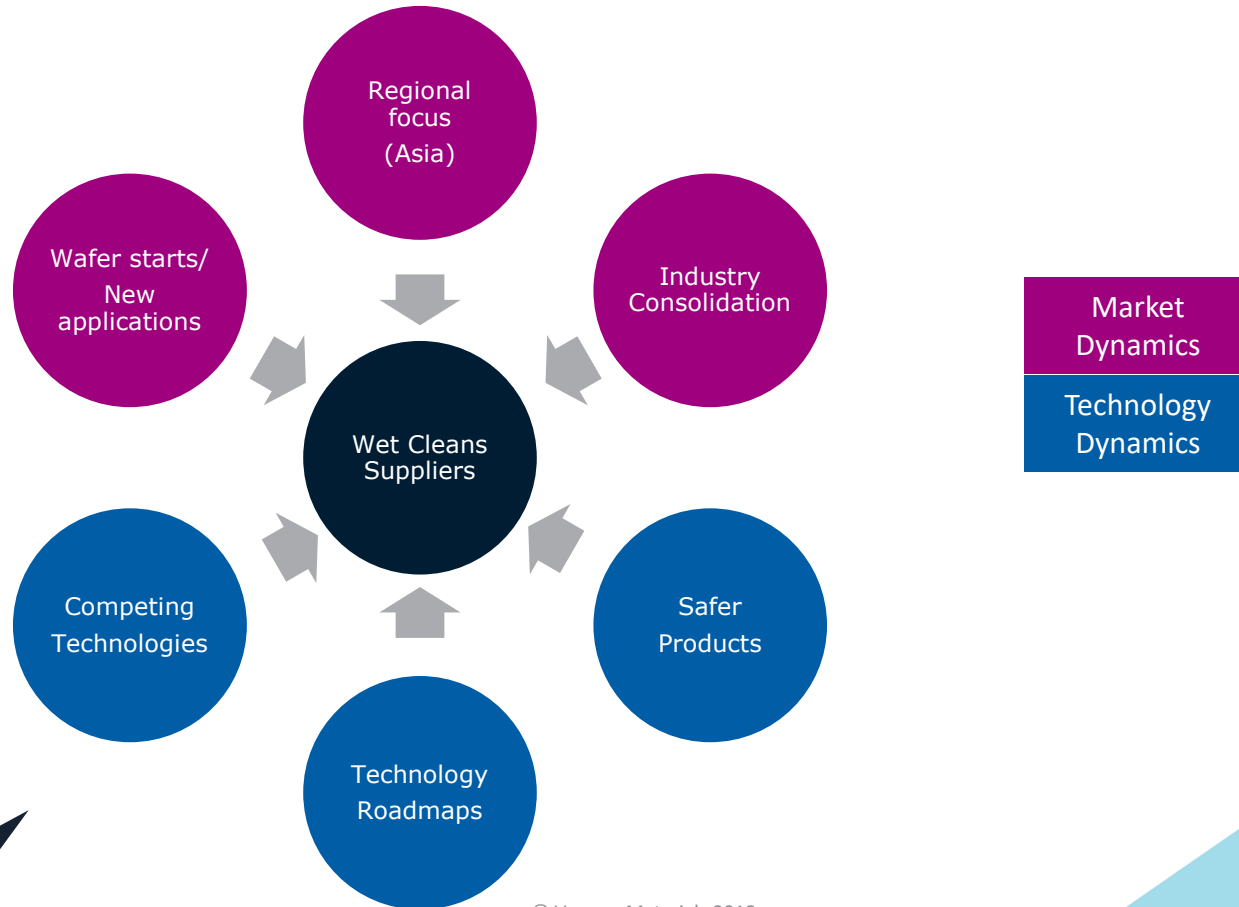 Regional
focus
(Asia)
Wafer starts/
New
applications
Industry
Consolidation
Market
Dynamics
Technology
Dynamics
Wet Cleans
Suppliers
Competing
Technologies
Safer
Products
Technology
Roadmaps